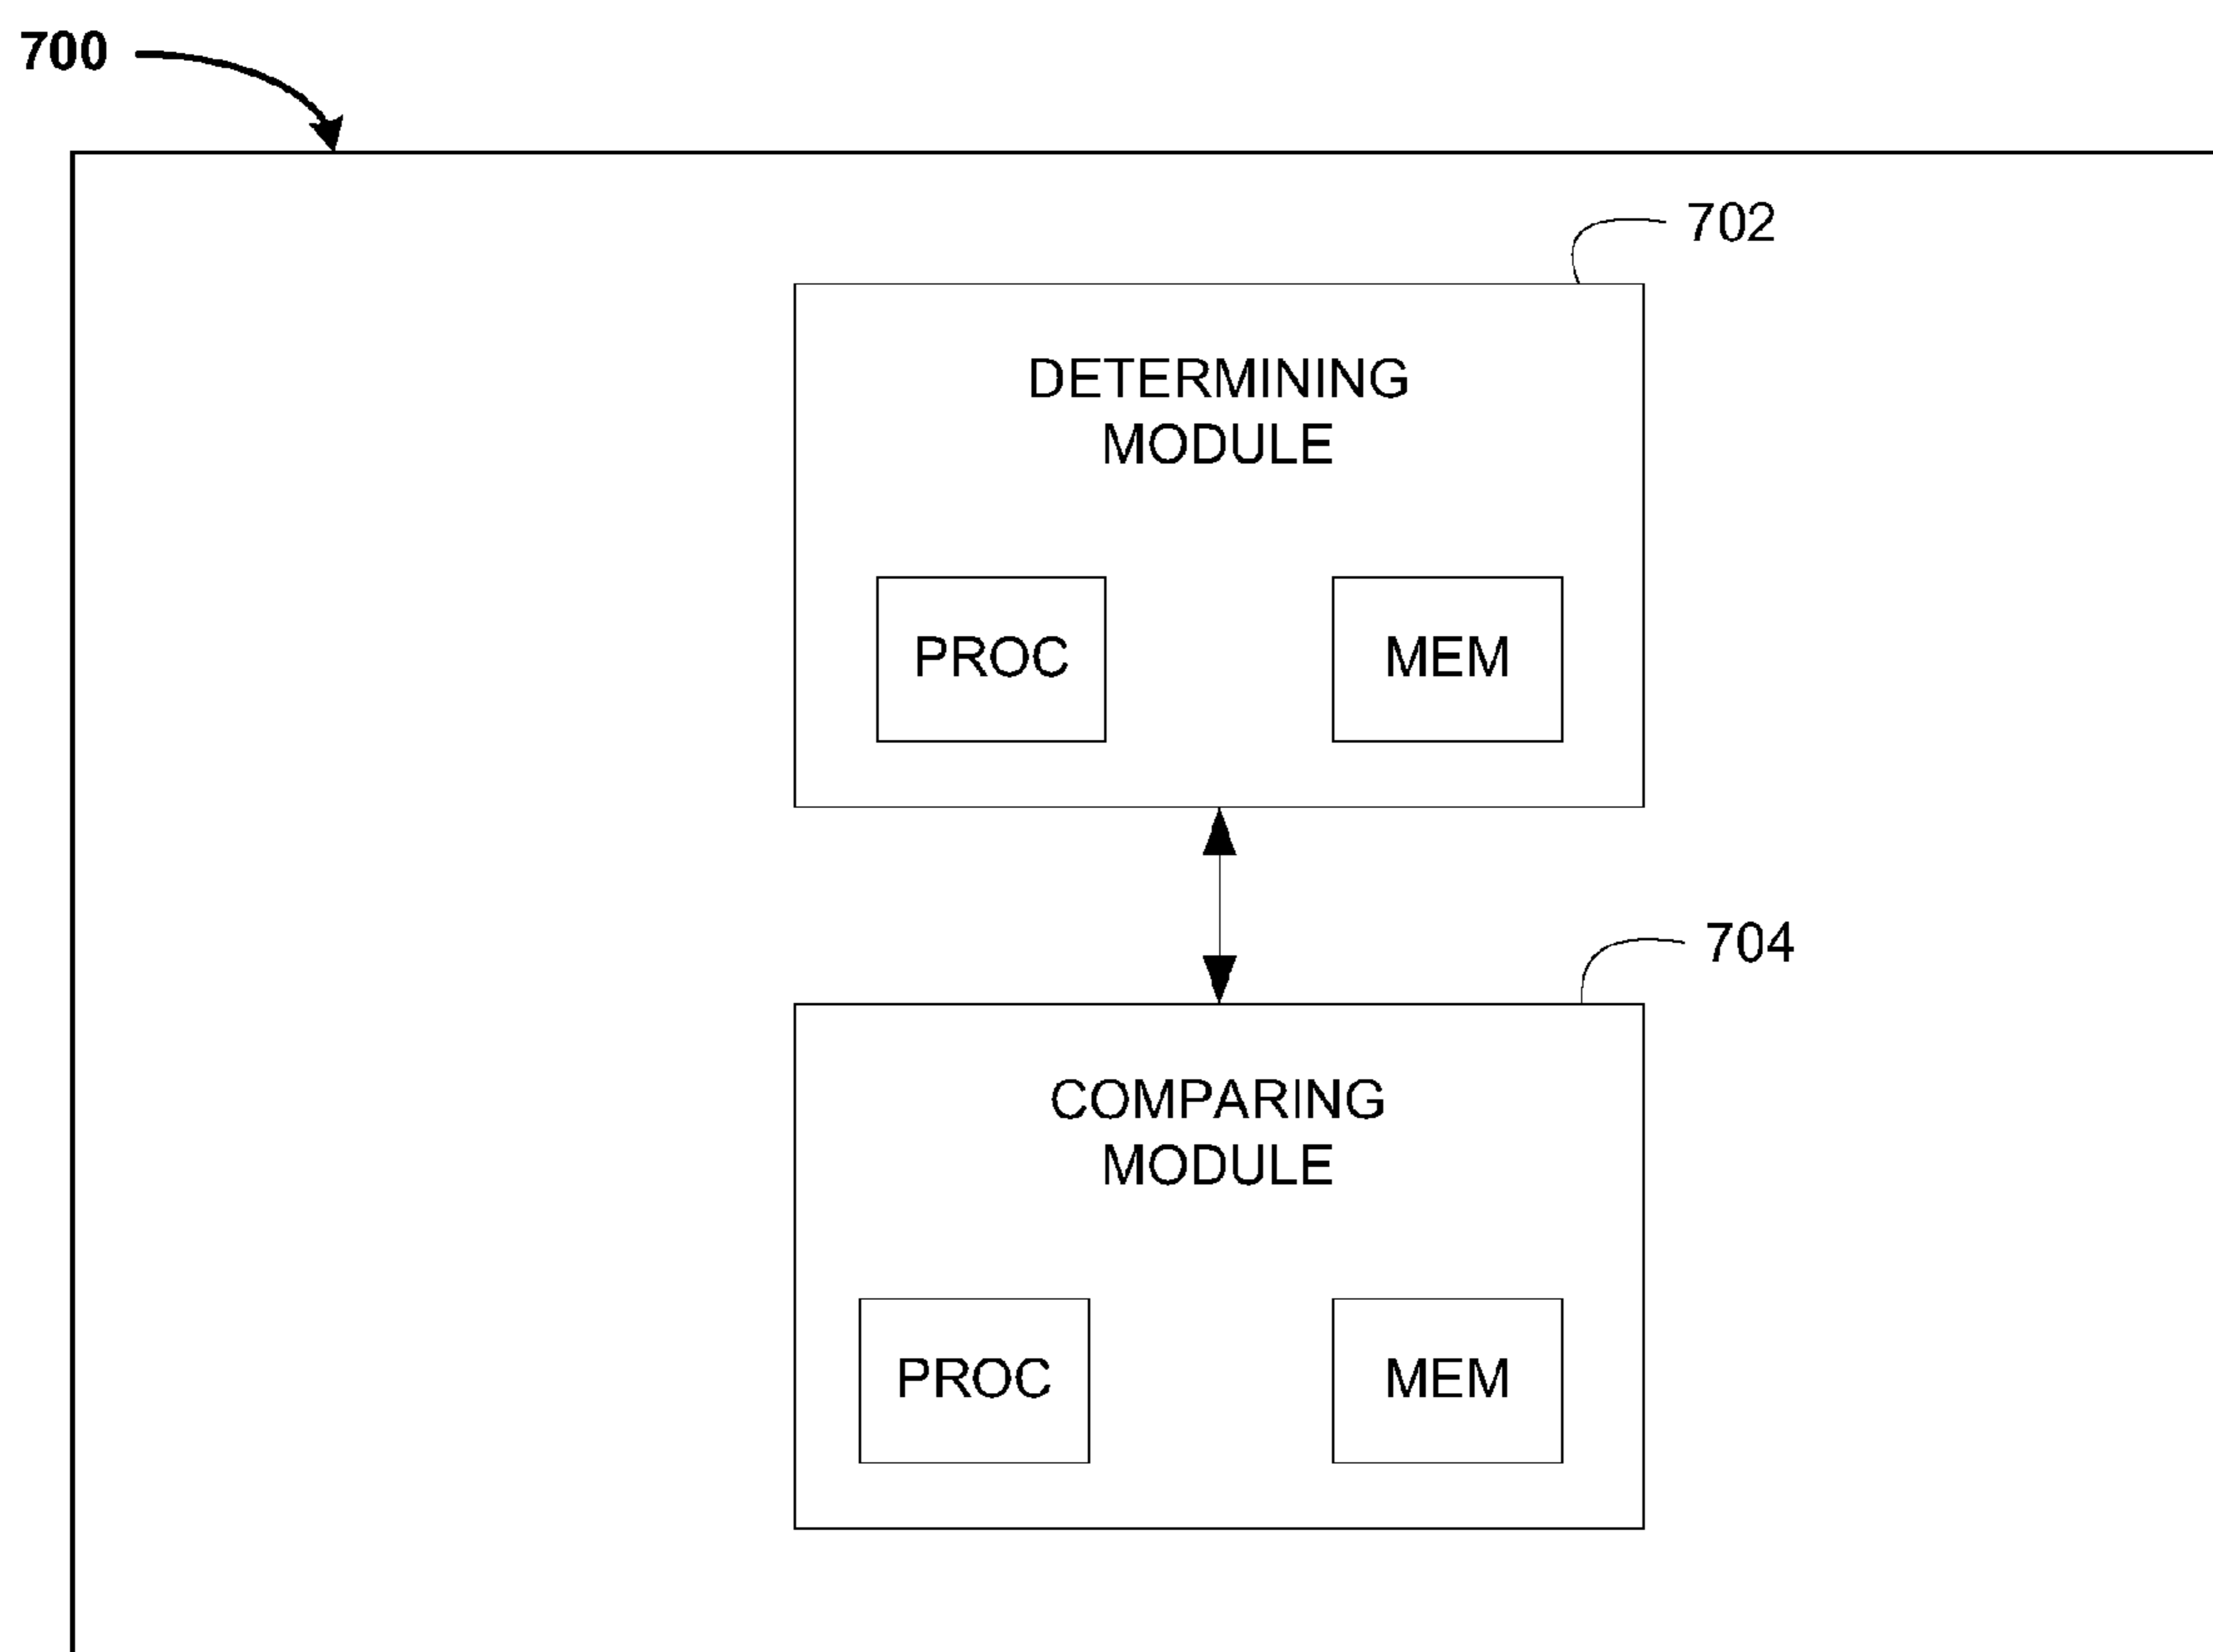 700
702
DETERMINING
MODULE
PROC MEM
704
COMPARING
MODULE
PROC MEM